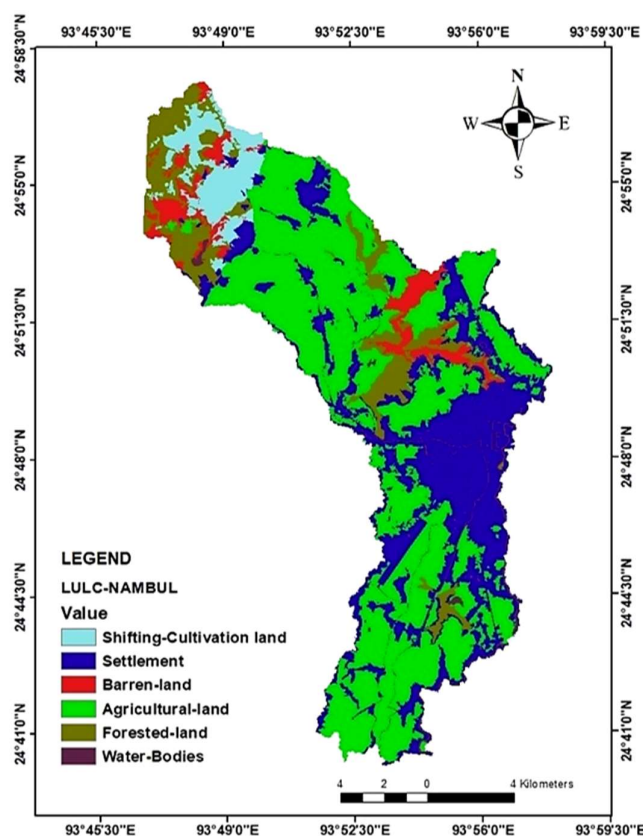 93°45'30"E 93°49'0"E 93°52'30"E 93°56'0"E 93°59'30"E
24°58'30"N
N
W E
S
24°55'0"N 24°55'0"N
24°51'30"N 24°51'30"N
24°48'0"N 24°48'0"N
LEGEND
LULC-NAMBUL
Value
Shifting-Cultivation land
Settlement
Barren-land
Agricultural-land
Forested-land
Water-Bodies
24°44'30"N 24°44'30"N
24°41'0"N 24°41'0"N
4 2 0 4 Kilometers
93°45'30"E 93°49'0"E 93°52'30"E 93°56'0"E 93°59'30"E